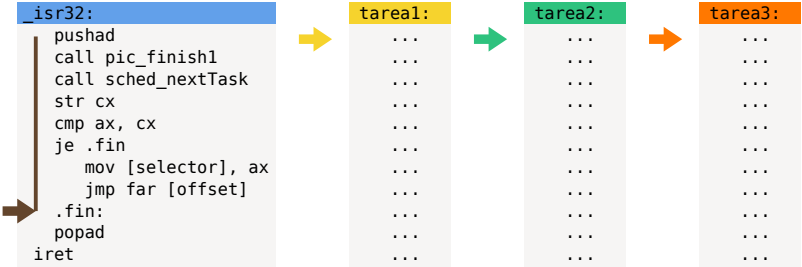 _isr32: tarea1: tarea2: tarea3:
pushad ... ... ...
call pic_finish1 ... ... ...
call sched_nextTask ... ... ...
str cx ... ... ...
cmp ax, cx ... ... ...
je .fin ... ... ...
mov [selector], ax ... ... ...
jmp far [offset] ... ... ...
.fin: ... ... ...
popad ... ... ...
iret ... ... ...